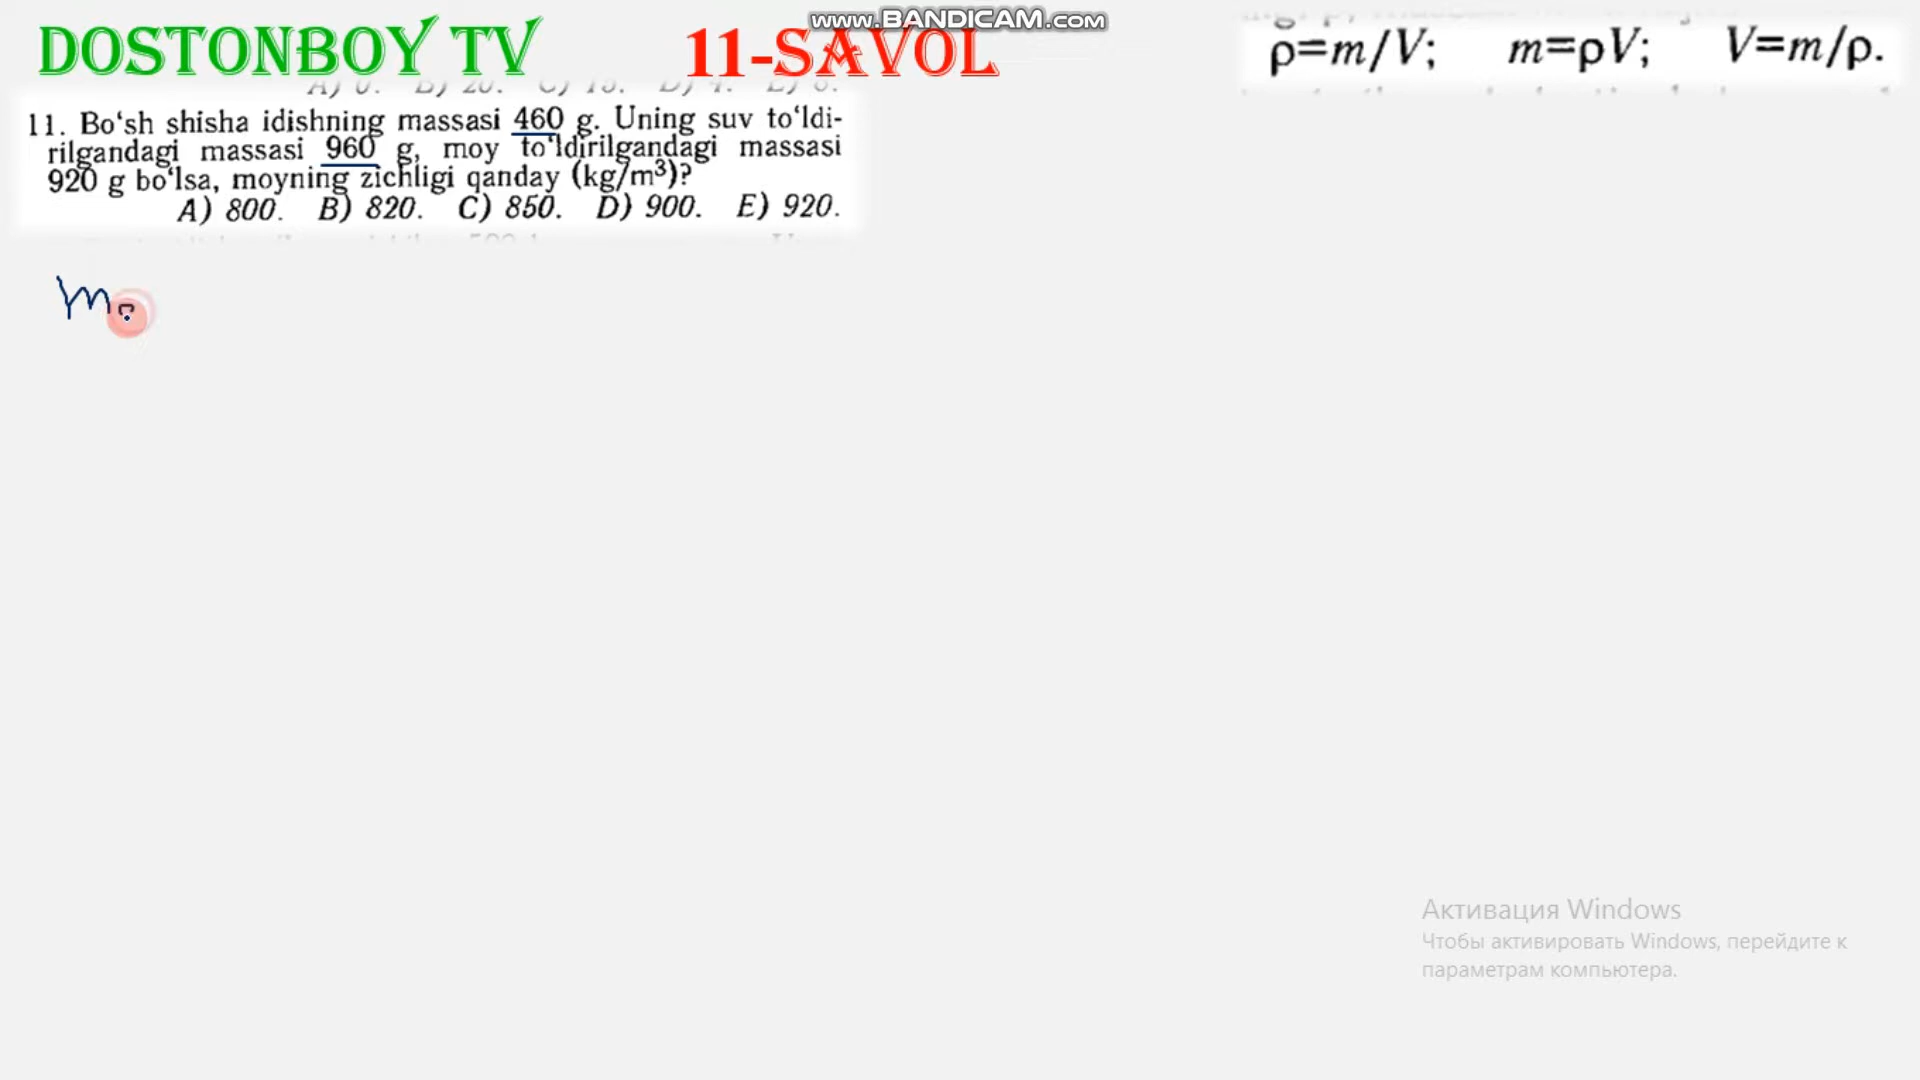 www.BANDICAM.com
DOSTONBOY TV
11-SAVOL
ρ=m/V; m=ρV; V=m/ρ.
11. Bo‘sh shisha idishning massasi 460 g. Uning suv to‘ldi-
rilgandagi massasi 960 g, moy to‘ldirilgandagi massasi
920 g bo‘lsa, moyning zichligi qanday (kg/m³)?
A) 800. B) 820. C) 850. D) 900. E) 920.
m
Активация Windows
Чтобы активировать Windows, перейдите к
параметрам компьютера.